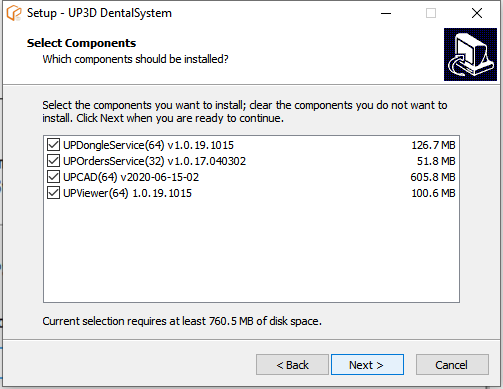 Setup - UP3D DentalSystem
Select Components
Which components should be installed?
Select the components you want to install; clear the components you do not want to
install. Click Next when you are ready to continue.
UPDongleService(64) v1.0.19.1015 126.7 MB
UPOrdersService(32) v1.0.17.040302 51.8 MB
UPCAD(64) v2020-06-15-02 605.8 MB
UPViewer(64) 1.0.19.1015 100.6 MB
Current selection requires at least 760.5 MB of disk space.
< Back Next > Cancel